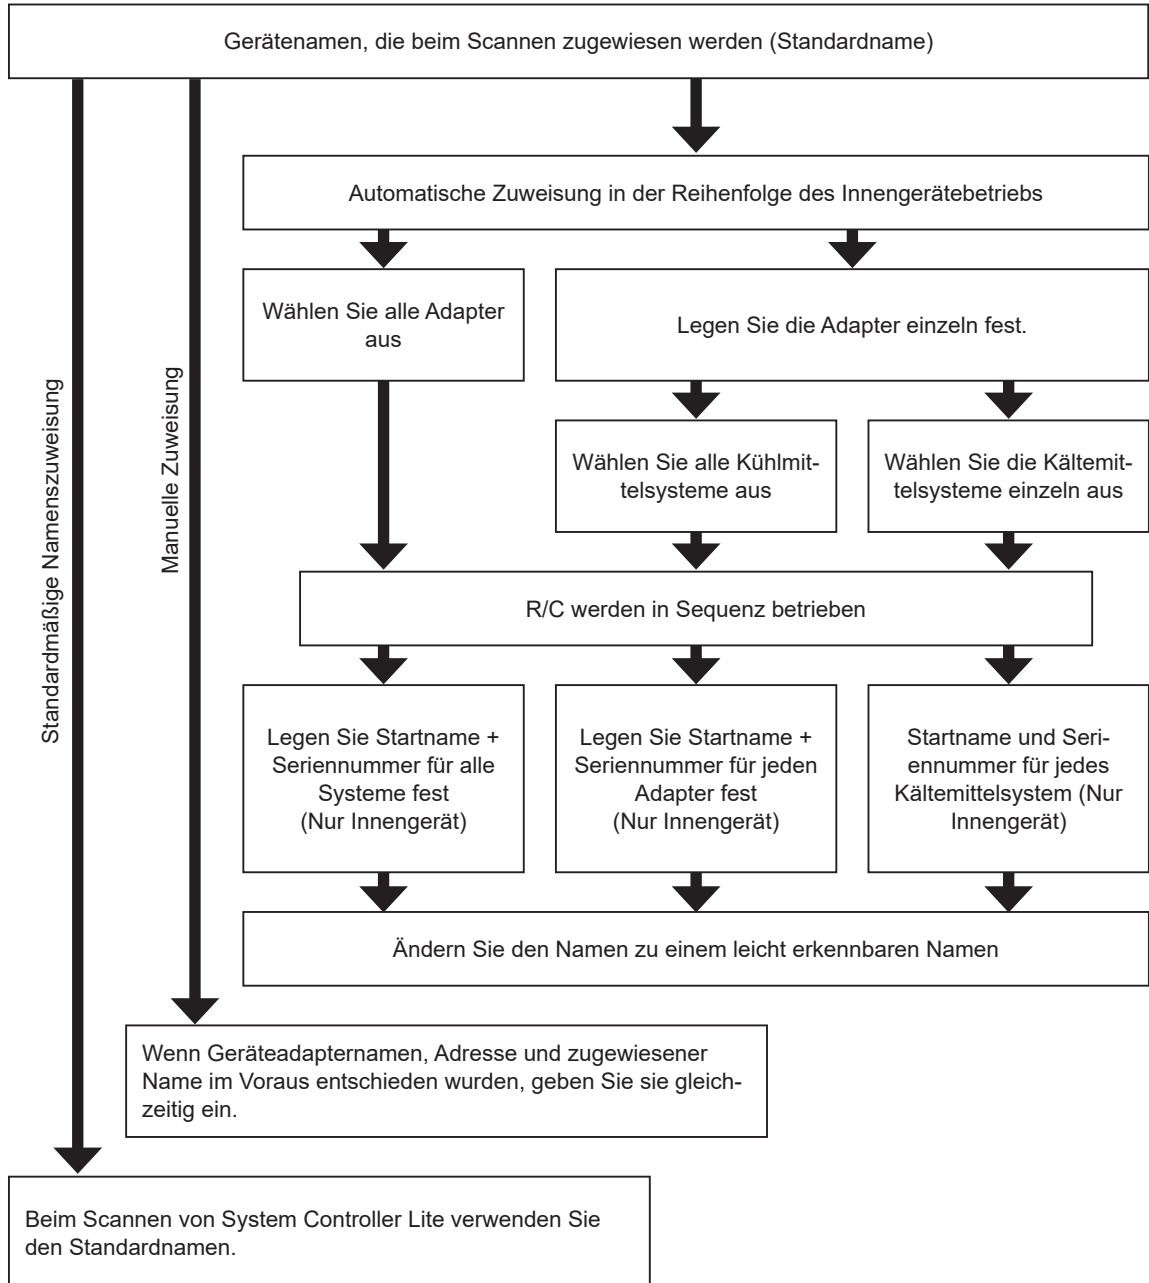 Gerätenamen, die beim Scannen zugewiesen werden (Standardname)
Automatische Zuweisung in der Reihenfolge des Innengerätebetriebs
Wählen Sie alle Adapter
aus
Legen Sie die Adapter einzeln fest.
Standardmäßige Namenszuweisung
Manuelle Zuweisung
Wählen Sie alle Kühlmit-
telsysteme aus
Wählen Sie die Kältemit-
telsysteme einzeln aus
R/C werden in Sequenz betrieben
Legen Sie Startname +
Seriennummer für alle
Systeme fest
(Nur Innengerät)
Legen Sie Startname +
Seriennummer für jeden
Adapter fest
(Nur Innengerät)
Startname und Seri-
ennummer für jedes
Kältemittelsystem (Nur
Innengerät)
Ändern Sie den Namen zu einem leicht erkennbaren Namen
Wenn Geräteadapternamen, Adresse und zugewiesener
Name im Voraus entschieden wurden, geben Sie sie gleich-
zeitig ein.
Beim Scannen von System Controller Lite verwenden Sie
den Standardnamen.